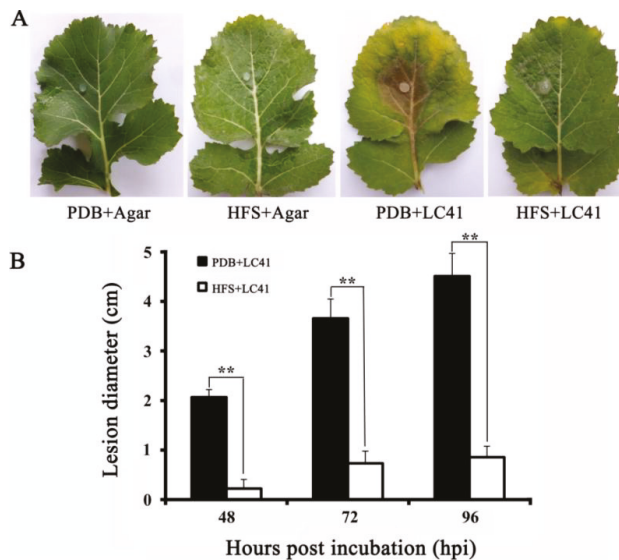 A
PDB+Agar HFS+Agar PDB+LC41 HFS+LC41
B
Lesion diameter (cm)
5
4
3
2
1
0
PDB+LC41
HFS+LC41
**
**
**
48 72 96
Hours post incubation (hpi)